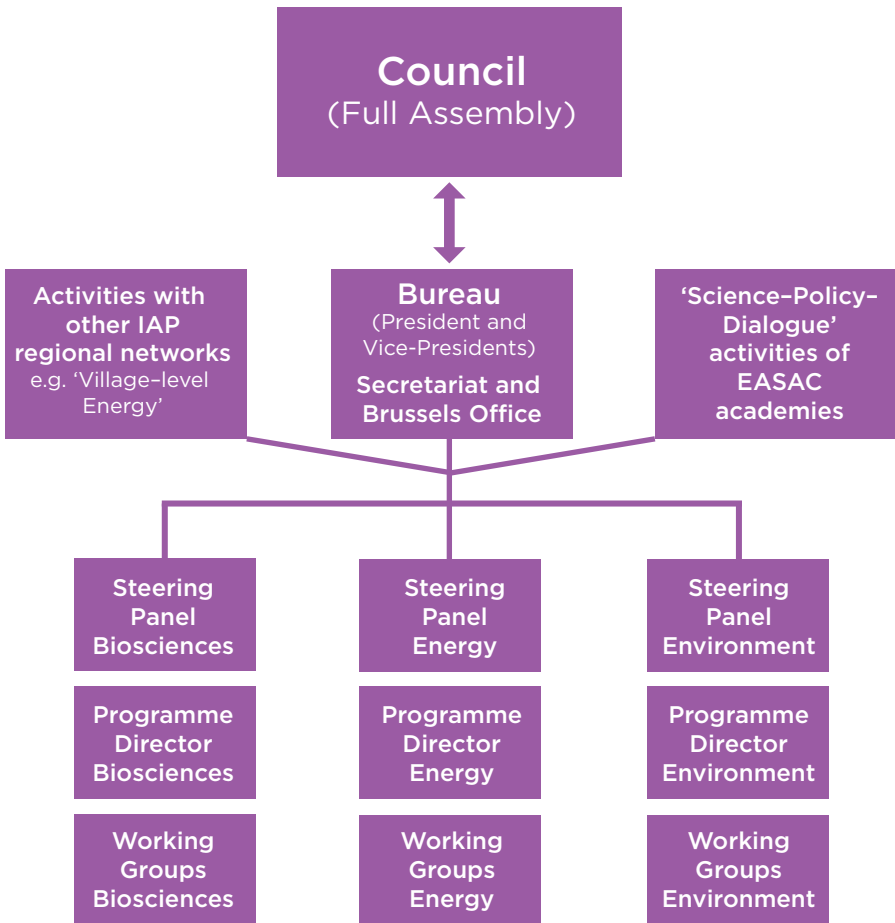 Council
(Full Assembly)
Activities with
other IAP
regional networks
e.g. ‘Village–level
Energy’
Bureau
(President and
Vice-Presidents)
Secretariat and
Brussels Office
‘Science–Policy–
Dialogue’
activities of
EASAC
academies
Steering
Panel
Biosciences
Steering
Panel
Energy
Steering
Panel
Environment
Programme
Director
Biosciences
Programme
Director
Energy
Programme
Director
Environment
Working
Groups
Biosciences
Working
Groups
Energy
Working
Groups
Environment